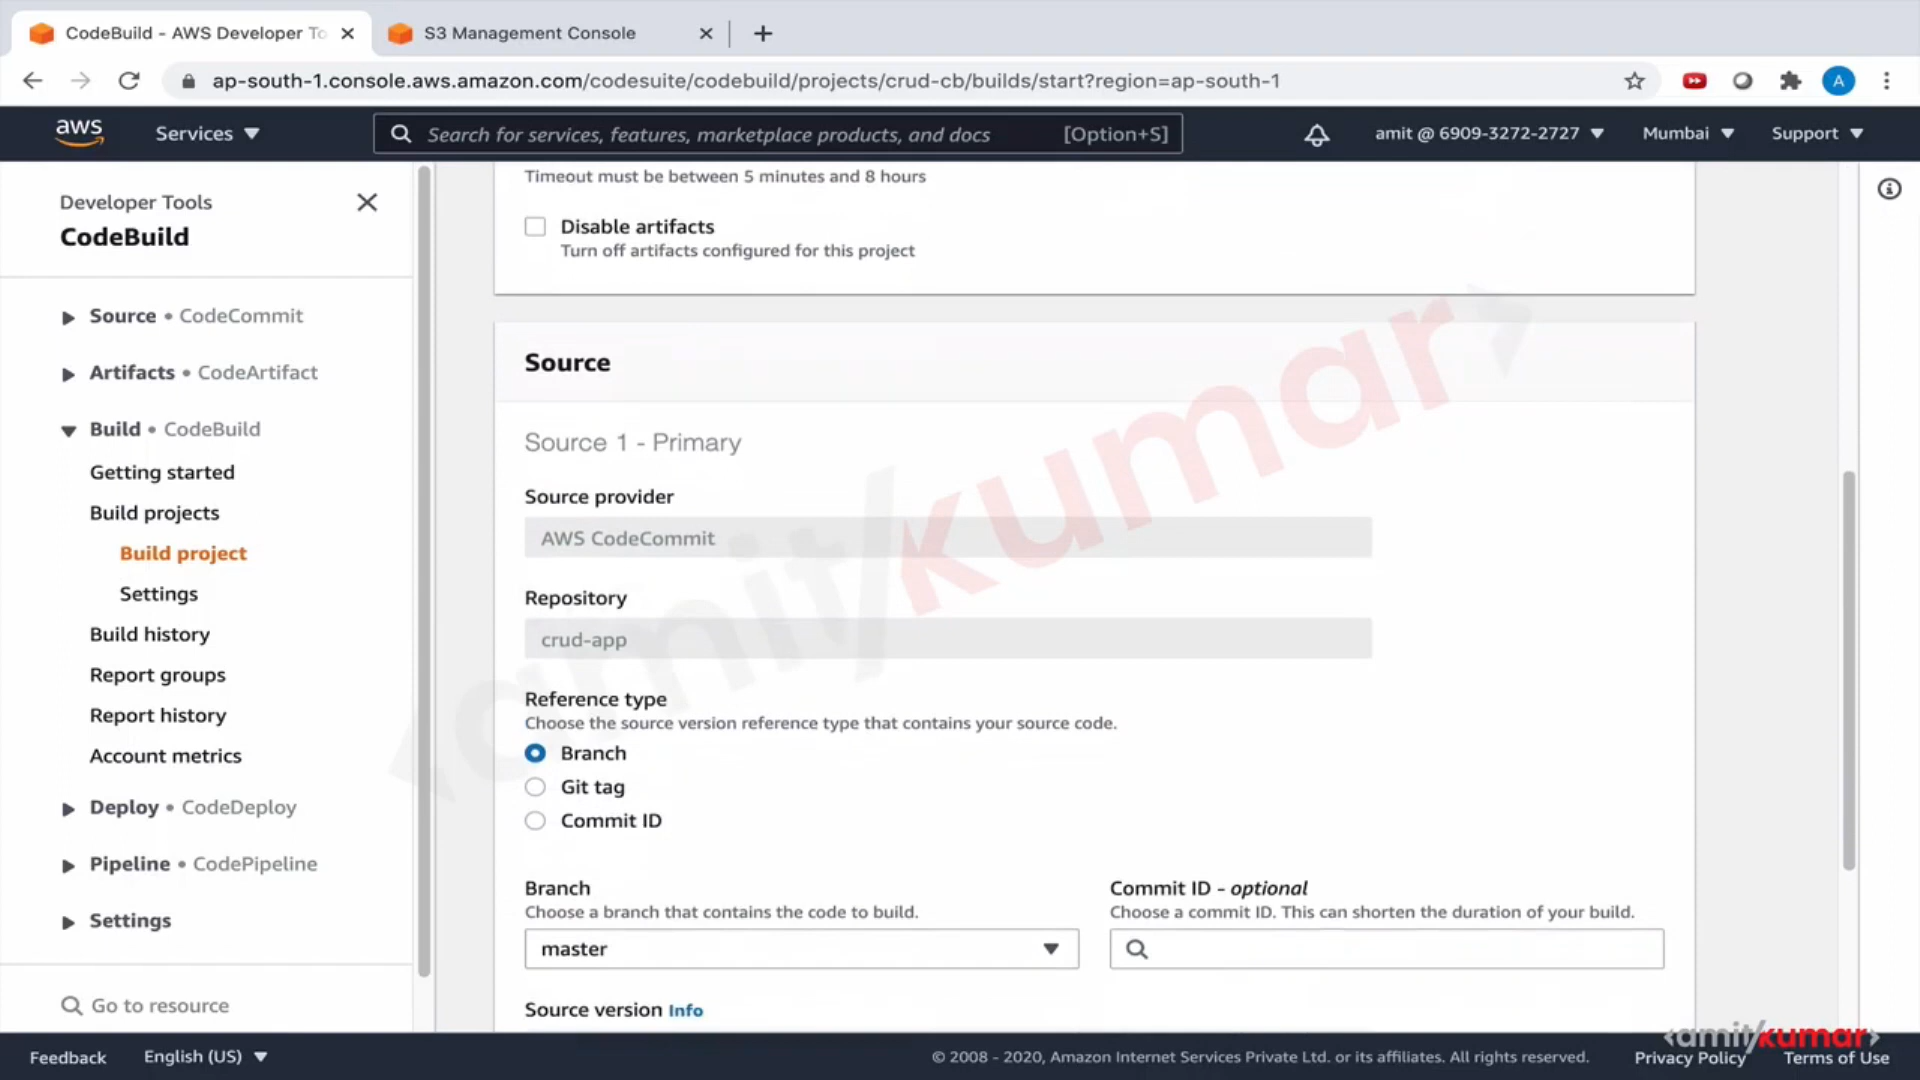 CodeBuild - AWS Developer To
S3 Management Console
ap-south-1.console.aws.amazon.com/codesuite/codebuild/projects/crud-cb/builds/start?region=ap-south-1
A
aws
Services
Search for services, features, marketplace products, and docs
[Option+S]
amit @ 6909-3272-2727
Mumbai
Support
Developer Tools
CodeBuild
Source • CodeCommit
Artifacts • CodeArtifact
Build • CodeBuild
Getting started
Build projects
Build project
Settings
Build history
Report groups
Report history
Account metrics
Deploy • CodeDeploy
Pipeline • CodePipeline
Settings
Go to resource
Timeout must be between 5 minutes and 8 hours
Disable artifacts
Turn off artifacts configured for this project
Source
Source 1 - Primary
Source provider
AWS CodeCommit
Repository
crud-app
Reference type
Choose the source version reference type that contains your source code.
Branch
Git tag
Commit ID
Branch
Choose a branch that contains the code to build.
master
Commit ID - optional
Choose a commit ID. This can shorten the duration of your build.
Source version Info
<amit/kumar>
<amit/kumar>
Feedback
English (US)
© 2008 - 2020, Amazon Internet Services Private Ltd. or its affiliates. All rights reserved.
Privacy Policy
Terms of Use